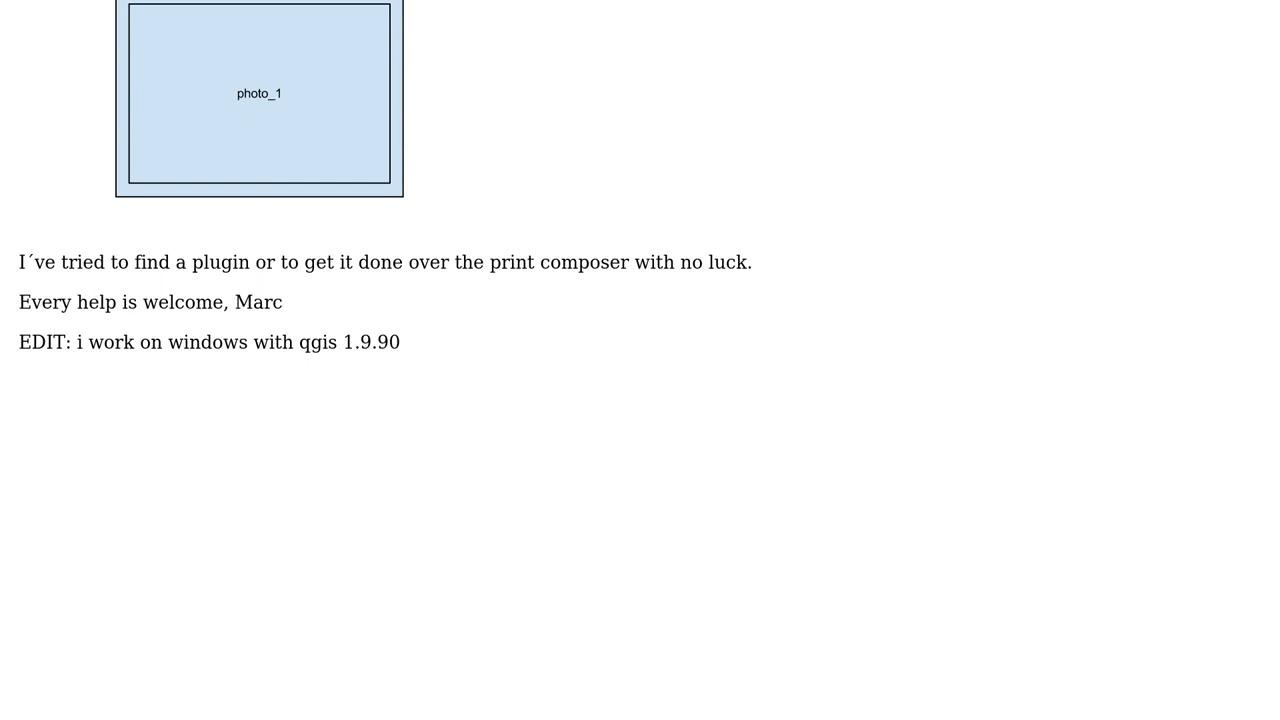 photo_1
I´ve tried to find a plugin or to get it done over the print composer with no luck.
Every help is welcome, Marc
EDIT: i work on windows with qgis 1.9.90